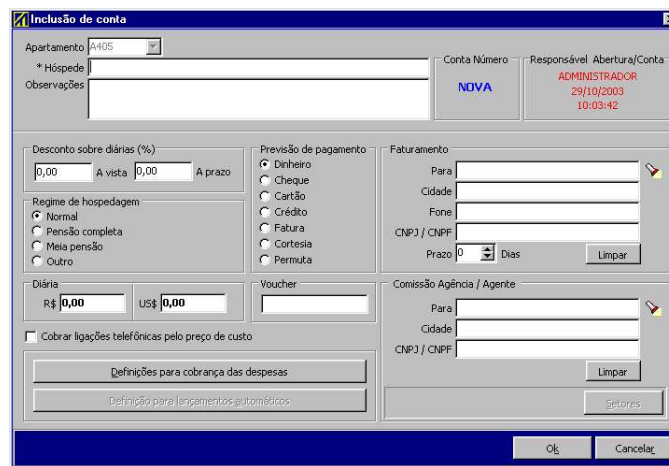 Inclusão de conta
Apartamento A405
* Hóspede
Observações
Conta Número
NOVA
Responsável Abertura/Conta
ADMINISTRADOR
29/10/2003
10:03:42
Desconto sobre diárias (%)
0,00 A vista 0,00 A prazo
Regime de hospedagem
Normal
Pensão completa
Meia pensão
Outro
Previsão de pagamento
Dinheiro
Cheque
Cartão
Crédito
Fatura
Cortesia
Permuta
Faturamento
Para
Cidade
Fone
CNPJ / CNPF
Prazo 0 Dias Limpar
Diária
R$ 0,00 US$ 0,00
Voucher
Comissão Agência / Agente
Para
Cidade
CNPJ / CNPF
Limpar
Cobrar ligações telefônicas pelo preço de custo
Definições para cobrança das despesas
Definição para lançamentos automáticos
Setores
Ok Cancelar